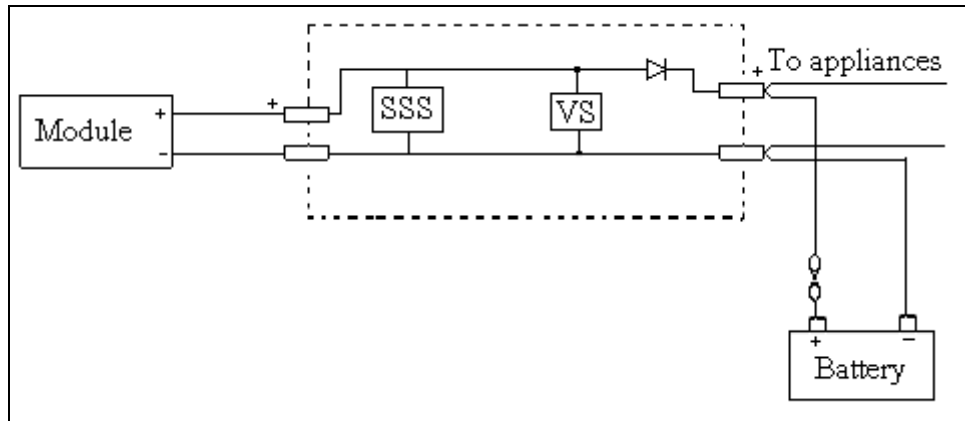 To appliances
+
+
SSS
VS
Module
+
−
+
−
Battery